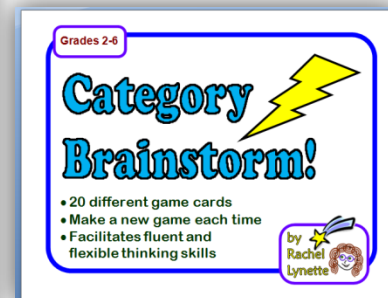 Grades 2-6
Category
Brainstorm!
• 20 different game cards
• Make a new game each time
• Facilitates fluent and
flexible thinking skills
by
Rachel
Lynette